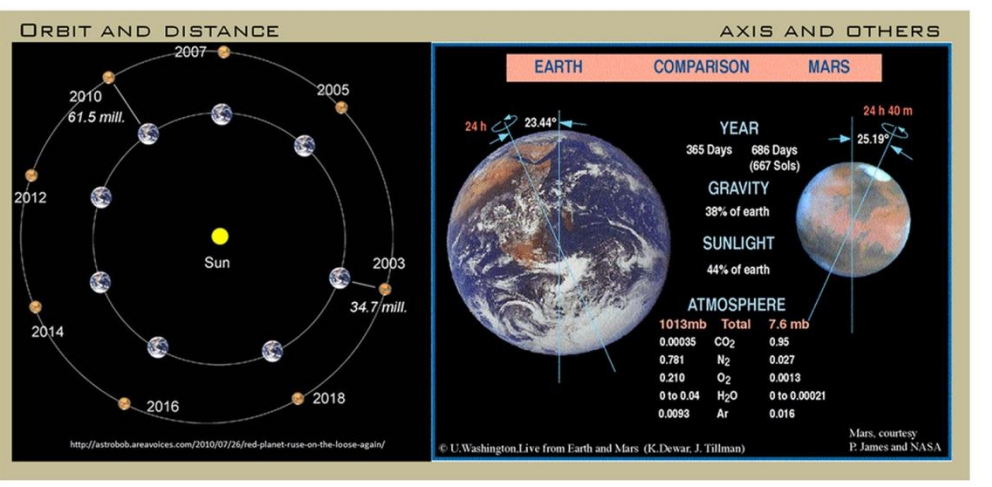 ORBIT AND DISTANCE
AXIS AND OTHERS
2007
2010
61.5 mill.
2005
2012
Sun
2003
34.7 mill.
2014
2016
2018
http://astrobob.areavoices.com/2010/07/26/red-planet-ruse-on-the-loose-again/
EARTH COMPARISON MARS
24 h
23.44°
24 h 40 m
25.19°
YEAR
365 Days 686 Days
(667 Sols)
GRAVITY
38% of earth
SUNLIGHT
44% of earth
ATMOSPHERE
1013mb Total 7.6 mb
0.00035 CO₂ 0.95
0.781 N₂ 0.027
0.210 O₂ 0.0013
0 to 0.04 H₂O 0 to 0.00021
0.0093 Ar 0.016
© U.Washington,Live from Earth and Mars (K.Dewar, J. Tillman)
Mars, courtesy
P. James and NASA